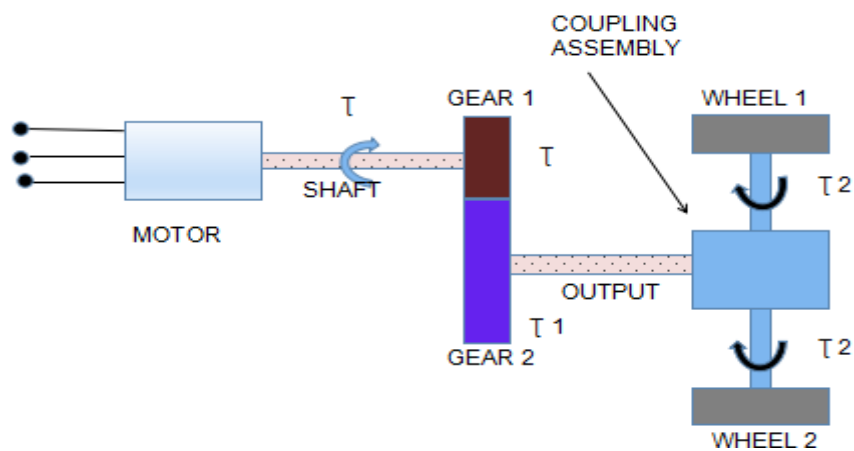 COUPLING
ASSEMBLY
τ
GEAR 1
WHEEL 1
τ
τ 2
SHAFT
MOTOR
OUTPUT
τ 1
τ 2
GEAR 2
WHEEL 2